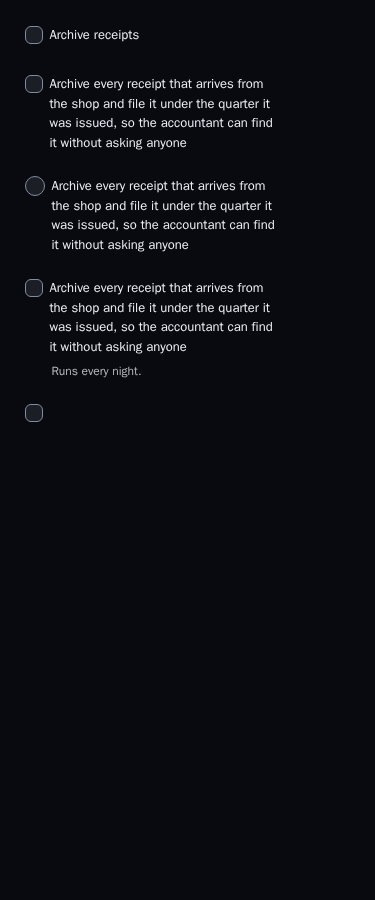 Archive receipts
Archive every receipt that arrives from
the shop and file it under the quarter it
was issued, so the accountant can find
it without asking anyone
Archive every receipt that arrives from
the shop and file it under the quarter it
was issued, so the accountant can find
it without asking anyone
Archive every receipt that arrives from
the shop and file it under the quarter it
was issued, so the accountant can find
it without asking anyone
Runs every night.